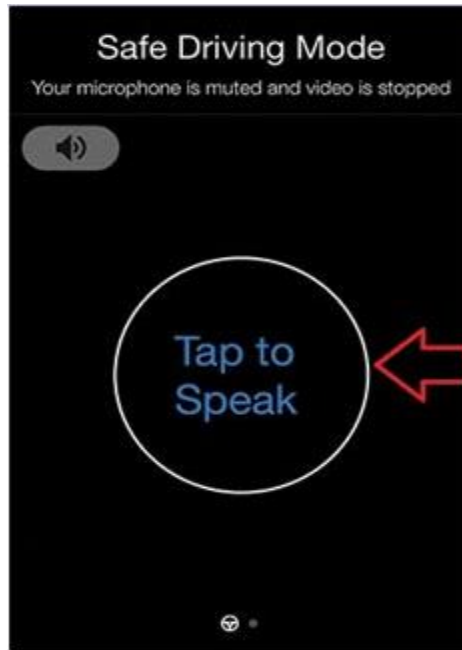 Safe Driving Mode
Your microphone is muted and video is stopped
Tap to
Speak